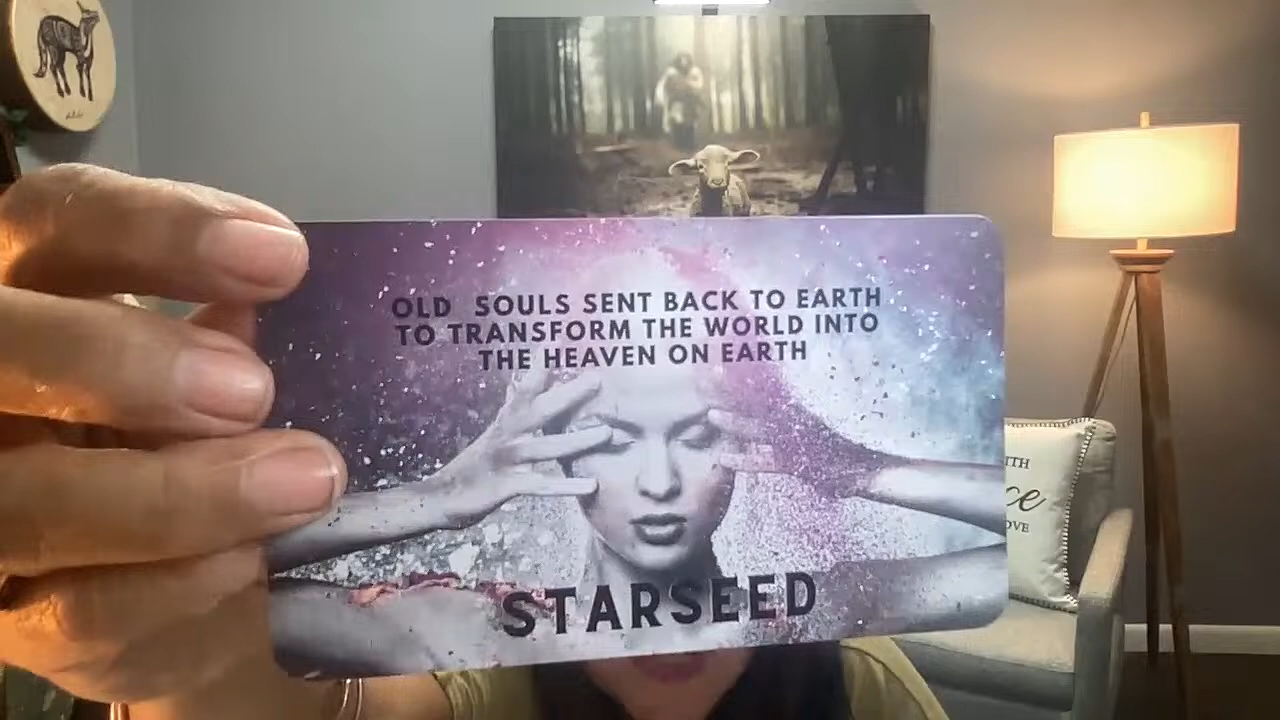 OLD SOULS SENT BACK TO EARTH
TO TRANSFORM THE WORLD INTO
THE HEAVEN ON EARTH
STARSEED